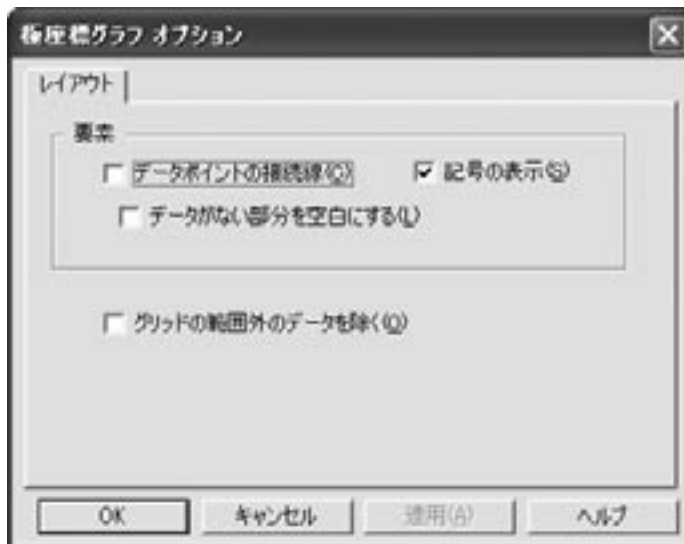 極座標グラフ オプション
レイアウト
要素
データポイントの接続線(C)
記号の表示(S)
データがない部分を空白にする(L)
グリッドの範囲外のデータを除く(O)
OK
キャンセル
適用(A)
ヘルプ